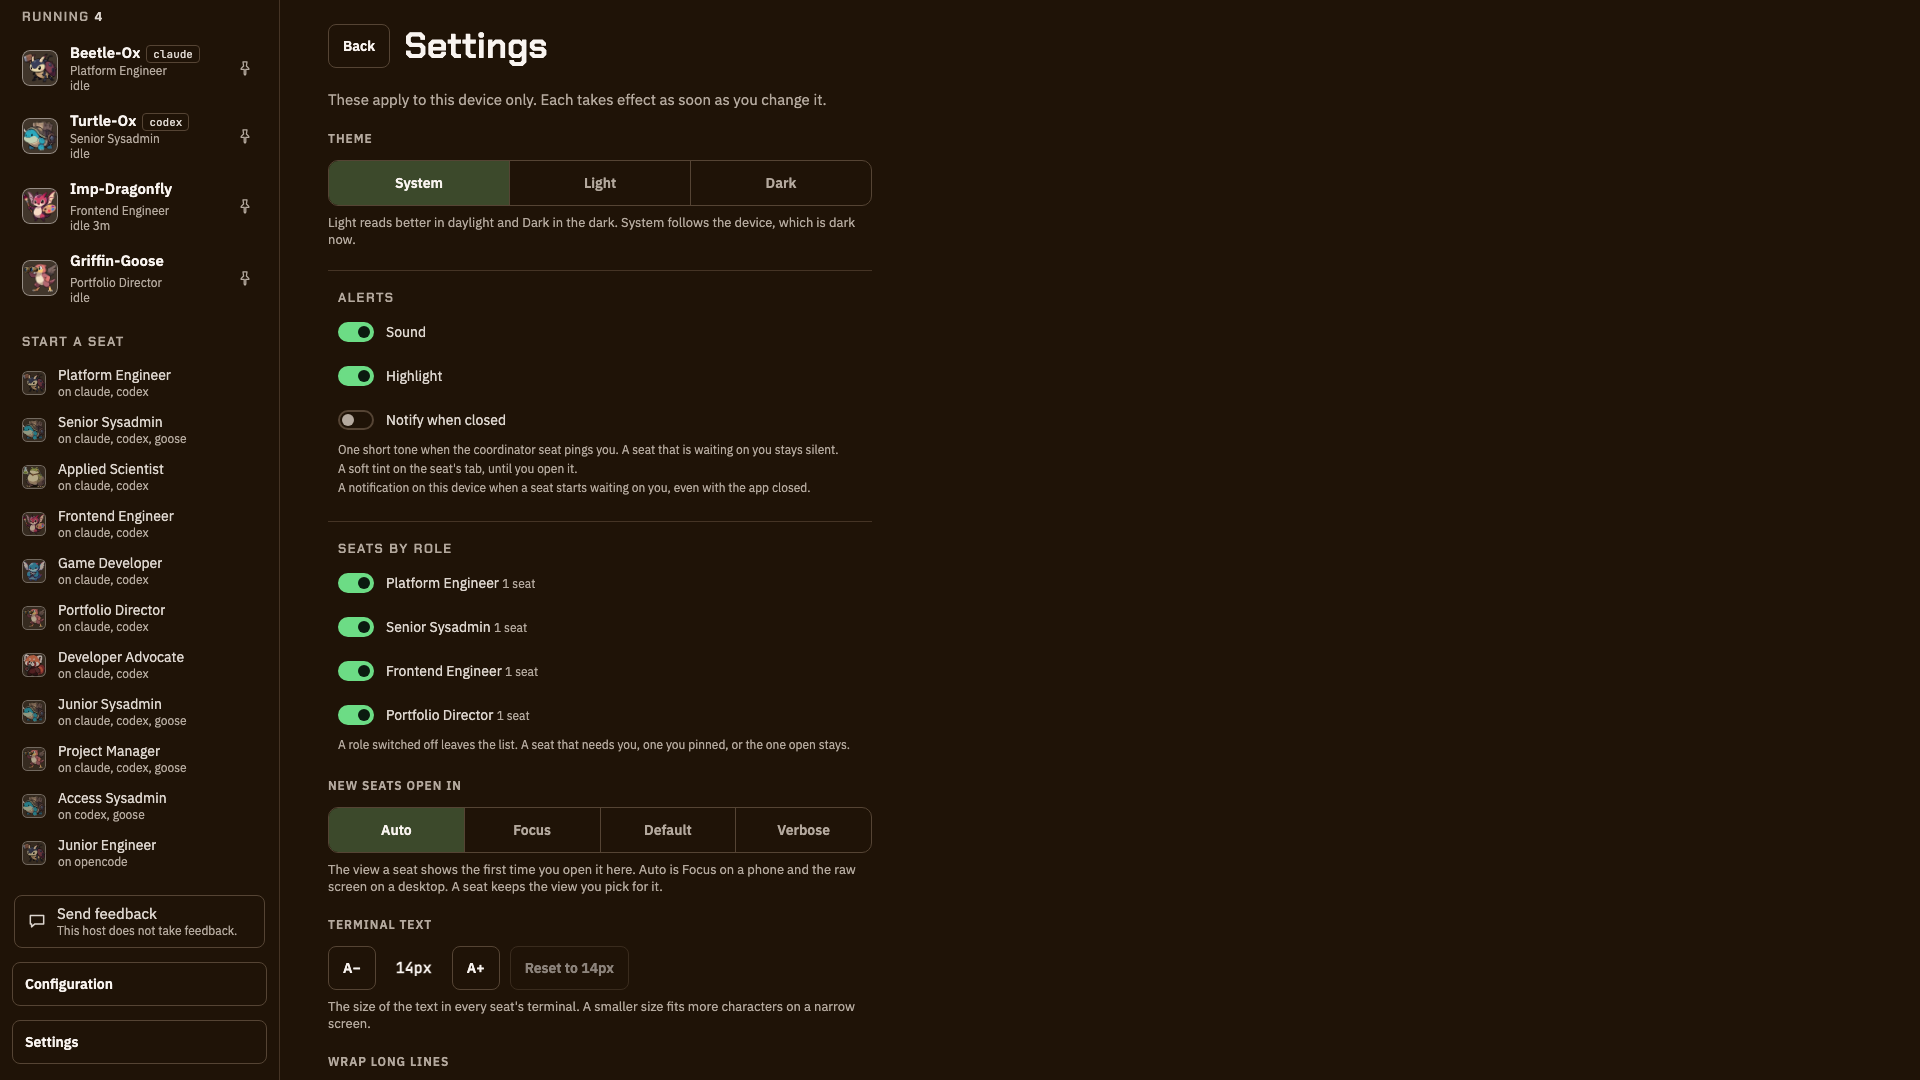 RUNNING 4
Beetle-Ox claude
Platform Engineer
idle
Turtle-Ox codex
Senior Sysadmin
idle
Imp-Dragonfly
Frontend Engineer
idle 3m
Griffin-Goose
Portfolio Director
idle
START A SEAT
Platform Engineer
on claude, codex
Senior Sysadmin
on claude, codex, goose
Applied Scientist
on claude, codex
Frontend Engineer
on claude, codex
Game Developer
on claude, codex
Portfolio Director
on claude, codex
Developer Advocate
on claude, codex
Junior Sysadmin
on claude, codex, goose
Project Manager
on claude, codex, goose
Access Sysadmin
on codex, goose
Junior Engineer
on opencode
Send feedback
This host does not take feedback.
Configuration
Settings
Back
Settings
These apply to this device only. Each takes effect as soon as you change it.
THEME
System Light Dark
Light reads better in daylight and Dark in the dark. System follows the device, which is dark
now.
ALERTS
Sound
Highlight
Notify when closed
One short tone when the coordinator seat pings you. A seat that is waiting on you stays silent.
A soft tint on the seat's tab, until you open it.
A notification on this device when a seat starts waiting on you, even with the app closed.
SEATS BY ROLE
Platform Engineer 1 seat
Senior Sysadmin 1 seat
Frontend Engineer 1 seat
Portfolio Director 1 seat
A role switched off leaves the list. A seat that needs you, one you pinned, or the one open stays.
NEW SEATS OPEN IN
Auto Focus Default Verbose
The view a seat shows the first time you open it here. Auto is Focus on a phone and the raw
screen on a desktop. A seat keeps the view you pick for it.
TERMINAL TEXT
A− 14px A+ Reset to 14px
The size of the text in every seat's terminal. A smaller size fits more characters on a narrow
screen.
WRAP LONG LINES